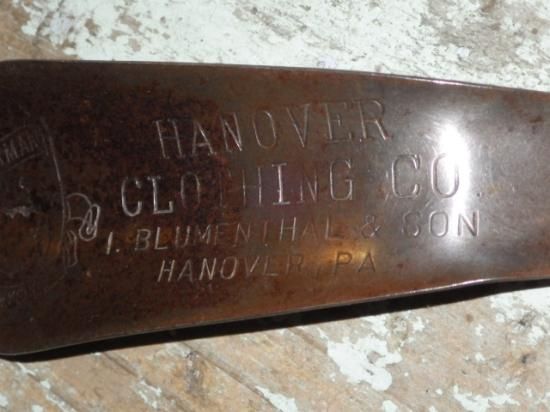 HANOVER
CLOTHING CO.
I. BLUMENTHAL & SON
HANOVER, PA